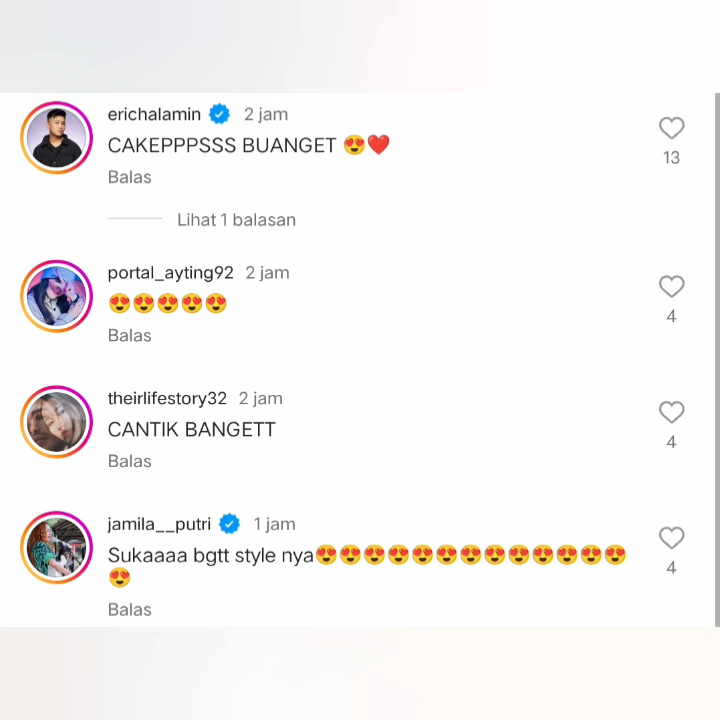 erichalamin 2 jam
CAKEPPPSSS BUANGET 😍❤️
13
Balas
Lihat 1 balasan
portal_ayting92 2 jam
😍😍😍😍😍
4
Balas
theirlifestory32 2 jam
CANTIK BANGETT
4
Balas
jamila__putri 1 jam
Sukaaaa bgtt style nya😍😍😍😍😍😍😍😍😍😍😍😍😍
😍
4
Balas